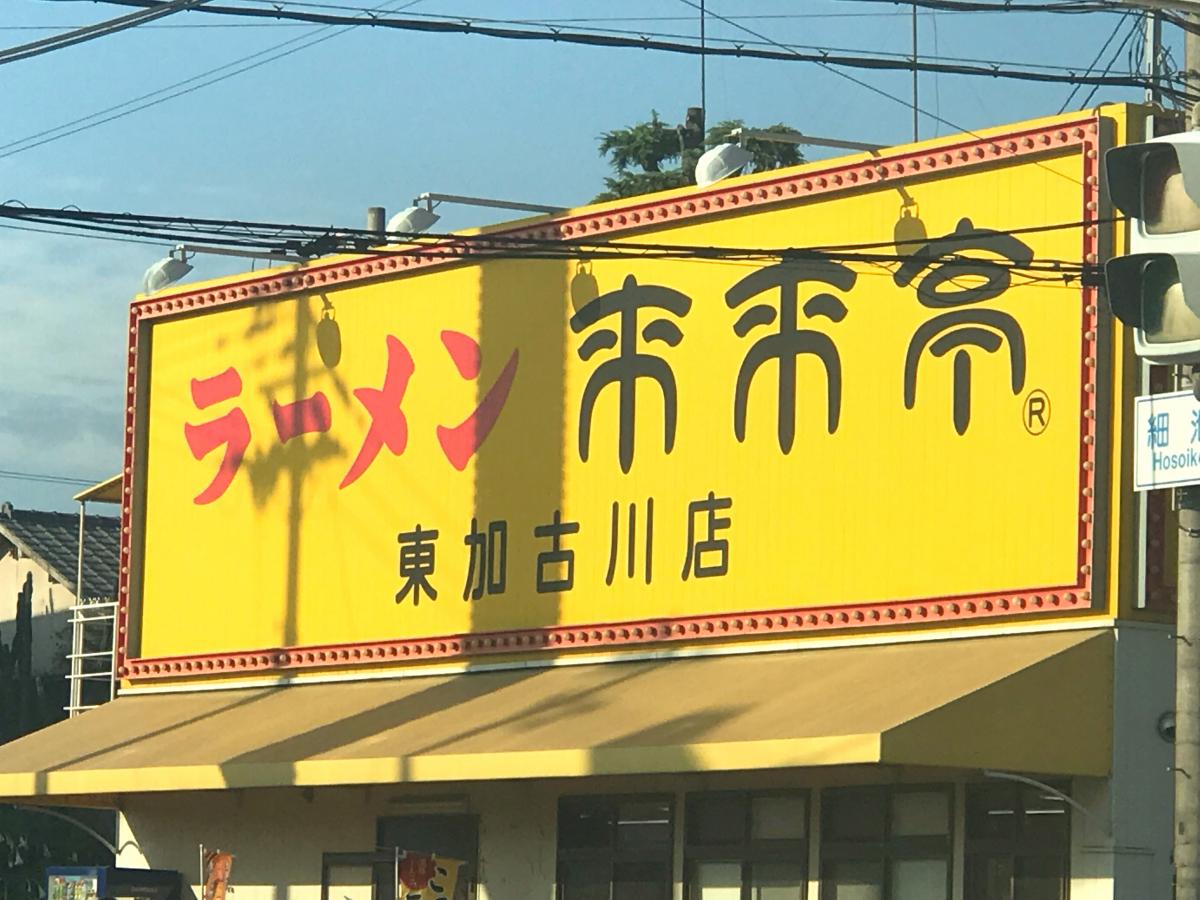 ラーメン 来来亭 ®
東加古川店
細
Hosoik